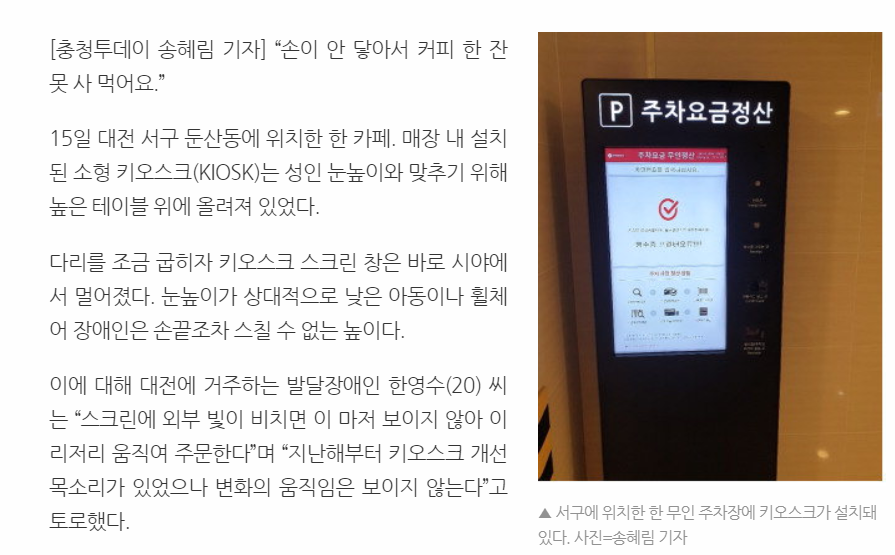 [충청투데이 송혜림 기자] “손이 안 닿아서 커피 한 잔
못 사 먹어요.”
15일 대전 서구 둔산동에 위치한 한 카페. 매장 내 설치
된 소형 키오스크(KIOSK)는 성인 눈높이와 맞추기 위해
높은 테이블 위에 올려져 있었다.
다리를 조금 굽히자 키오스크 스크린 창은 바로 시야에
서 멀어졌다. 눈높이가 상대적으로 낮은 아동이나 휠체
어 장애인은 손끝조차 스칠 수 없는 높이다.
이에 대해 대전에 거주하는 발달장애인 한영수(20) 씨
는 “스크린에 외부 빛이 비치면 이 마저 보이지 않아 이
리저리 움직여 주문한다”며 “지난해부터 키오스크 개선
목소리가 있었으나 변화의 움직임은 보이지 않는다”고
토로했다.
P 주차요금정산
주차요금 무인정산
▲ 서구에 위치한 한 무인 주차장에 키오스크가 설치돼
있다. 사진=송혜림 기자